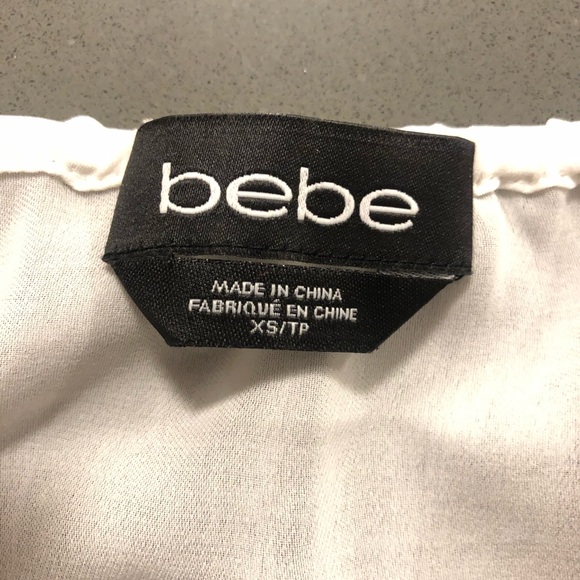 bebe
MADE IN CHINA
FABRIQUÉ EN CHINE
XS/TP